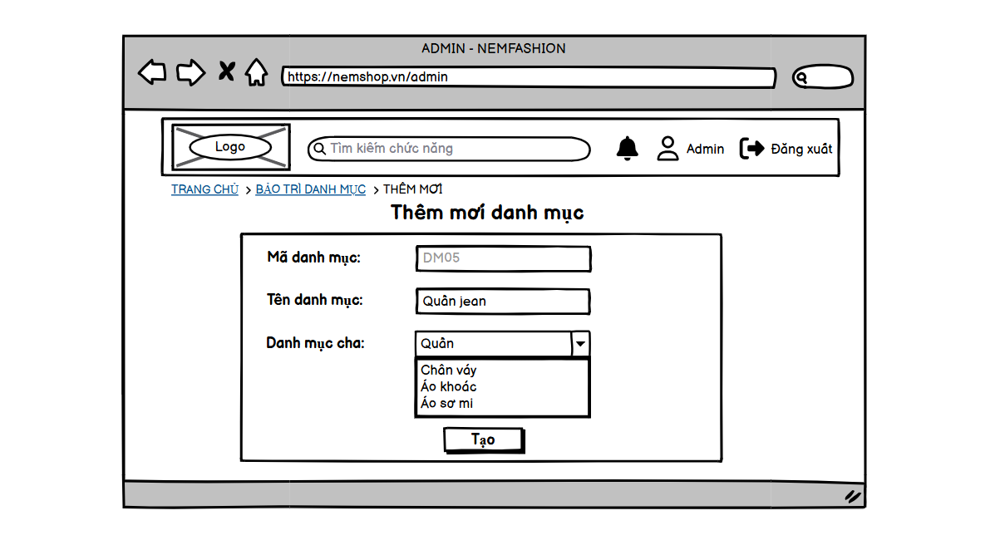 ADMIN - NEMFASHION
https://nemshop.vn/admin
Logo
Tìm kiếm chức năng
Admin
Đăng xuất
TRANG CHỦ > BẢO TRÌ DANH MỤC > THÊM MỚI
Thêm mới danh mục
Mã danh mục:
DM05
Tên danh mục:
Quần jean
Danh mục cha:
Quần
Chân váy
Áo khoác
Áo sơ mi
Tạo